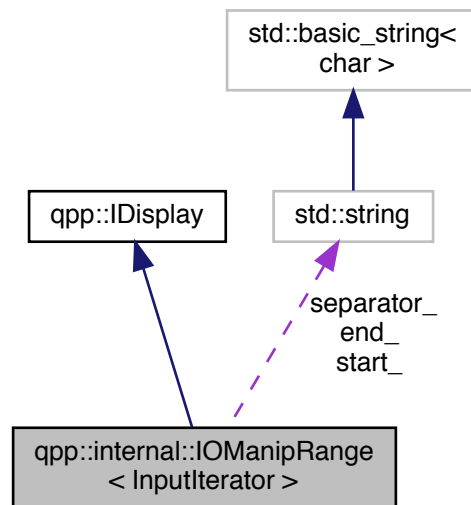 std::basic_string<
char >
qpp::IDisplay
std::string
separator_
end_
start_
qpp::internal::IOManipRange
< InputIterator >